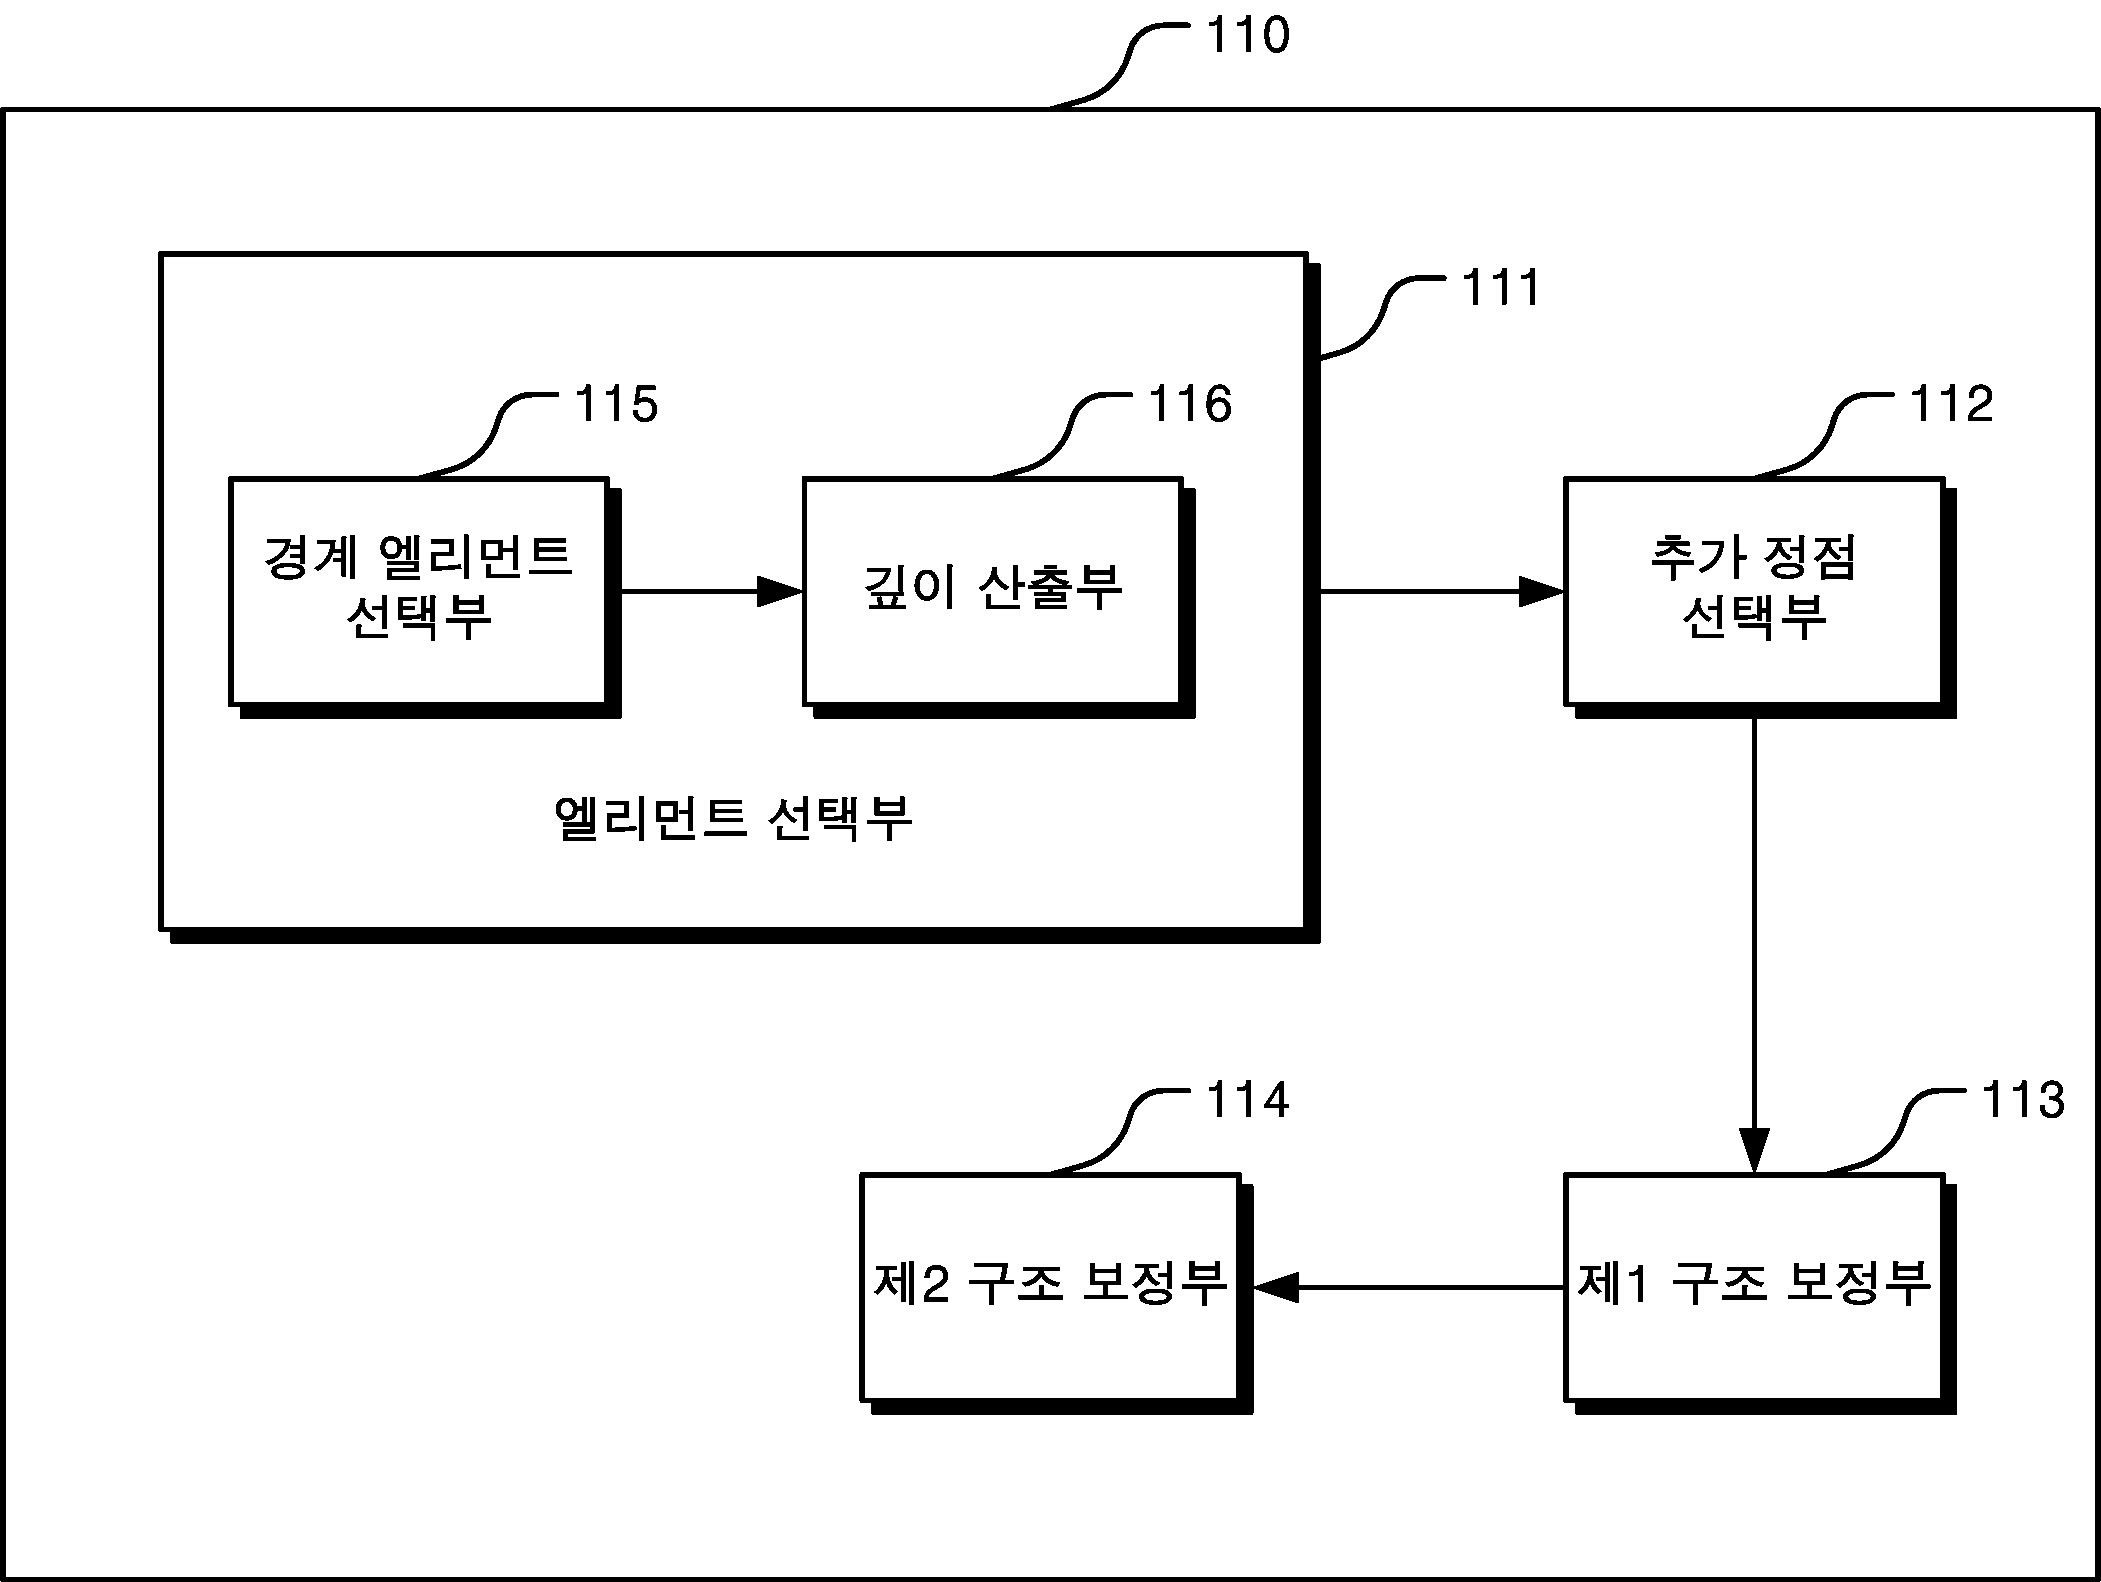 110
111
115
116
112
경계 엘리먼트
선택부
깊이 산출부
추가 정점
선택부
엘리먼트 선택부
114
113
제2 구조 보정부
제1 구조 보정부